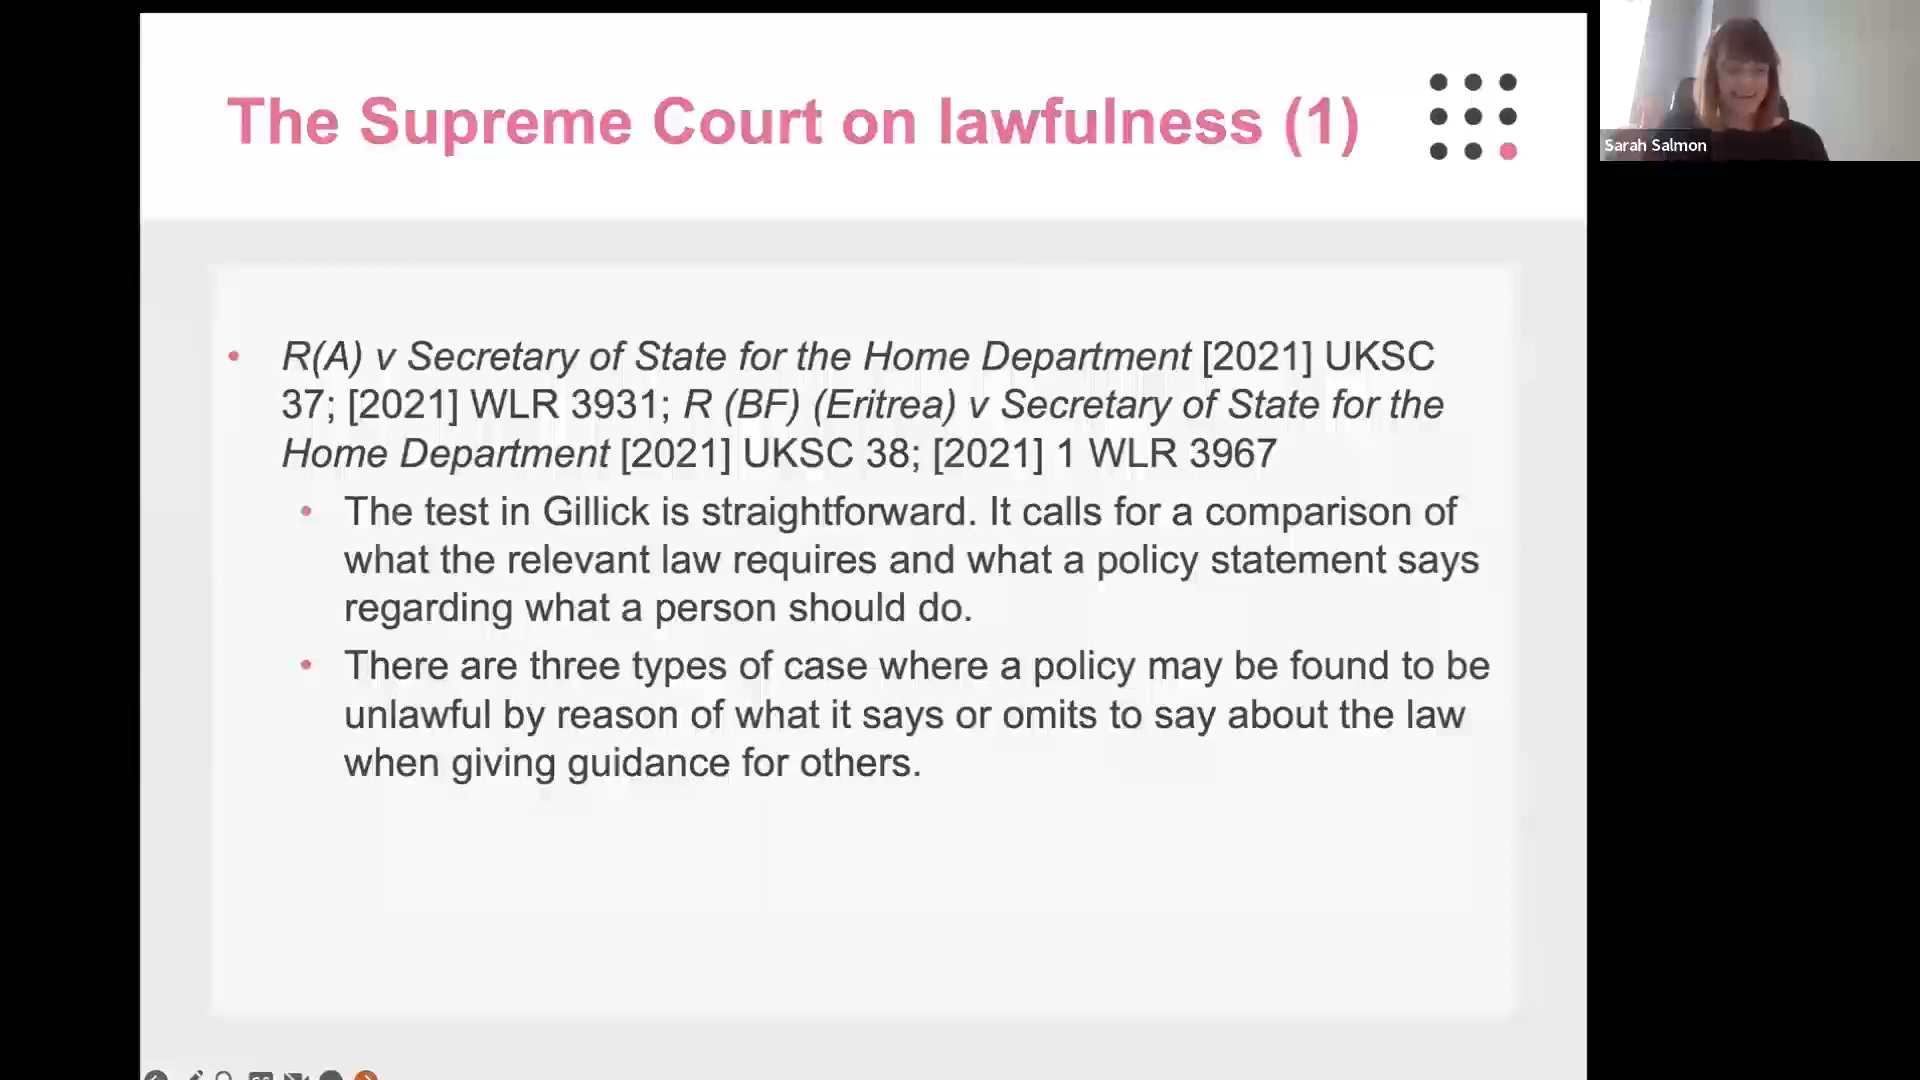 The Supreme Court on lawfulness (1)
Sarah Salmon
• R(A) v Secretary of State for the Home Department [2021] UKSC
37; [2021] WLR 3931; R (BF) (Eritrea) v Secretary of State for the
Home Department [2021] UKSC 38; [2021] 1 WLR 3967
• The test in Gillick is straightforward. It calls for a comparison of
what the relevant law requires and what a policy statement says
regarding what a person should do.
• There are three types of case where a policy may be found to be
unlawful by reason of what it says or omits to say about the law
when giving guidance for others.